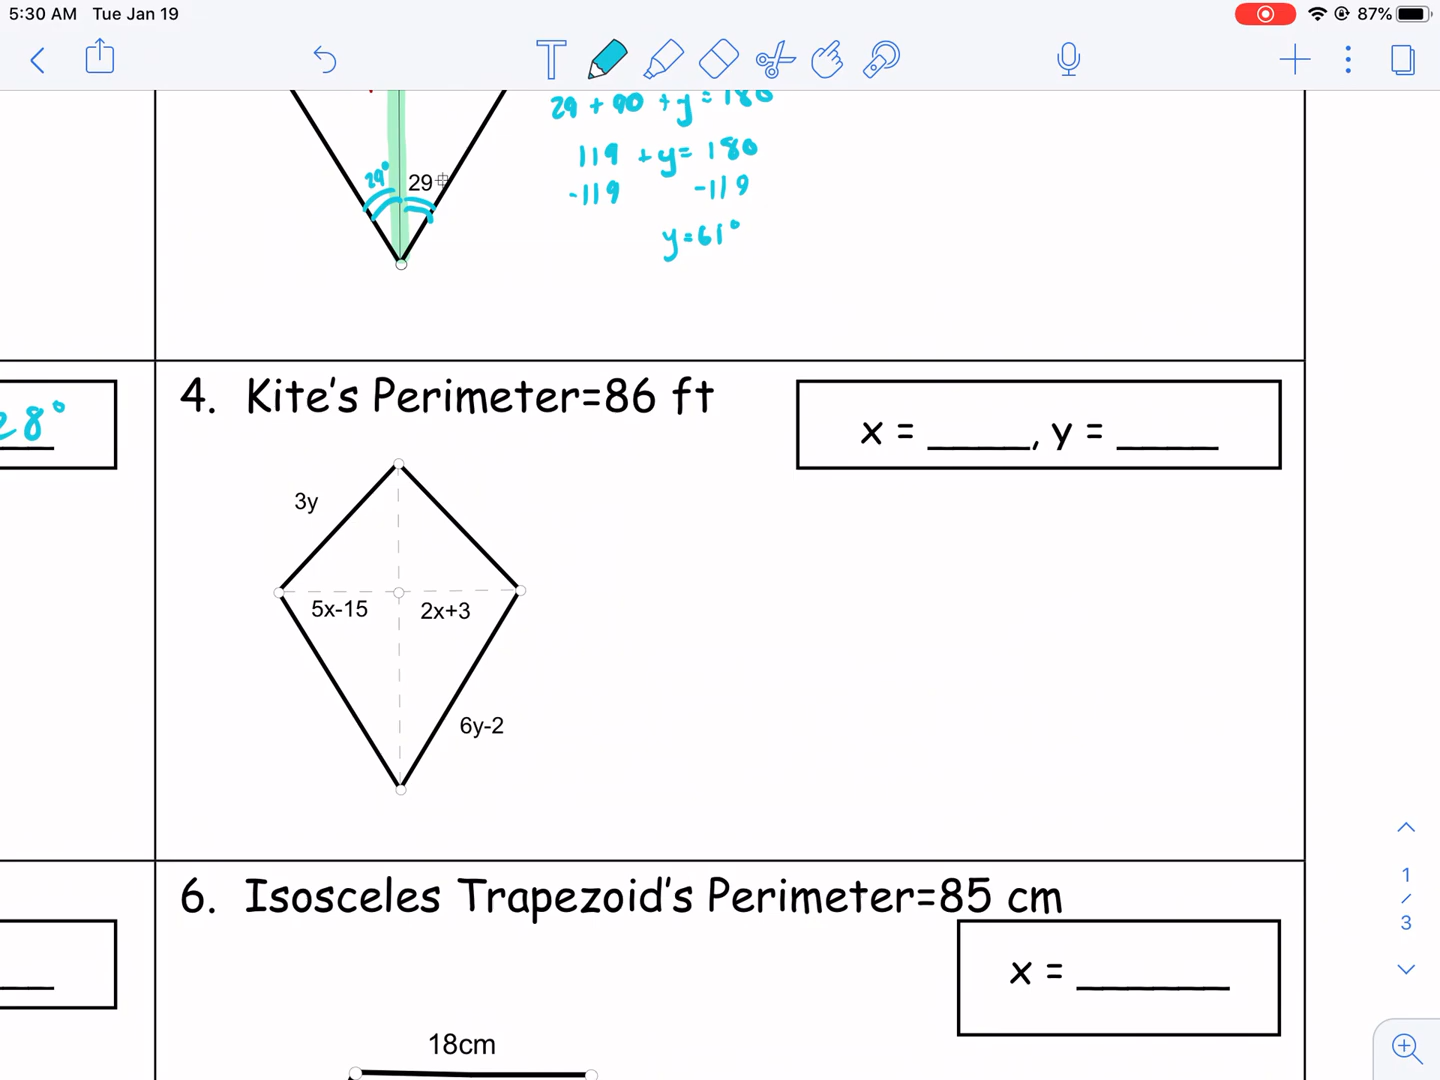 5:30 AM Tue Jan 19
87%
T
29 + 90 + y = 180
119 + y = 180
-119 -119
y = 61°
29°
29
28°
4. Kite's Perimeter=86 ft
x = ____, y = ____
3y
5x-15
2x+3
6y-2
6. Isosceles Trapezoid's Perimeter=85 cm
x = ______
18cm
1
/
3